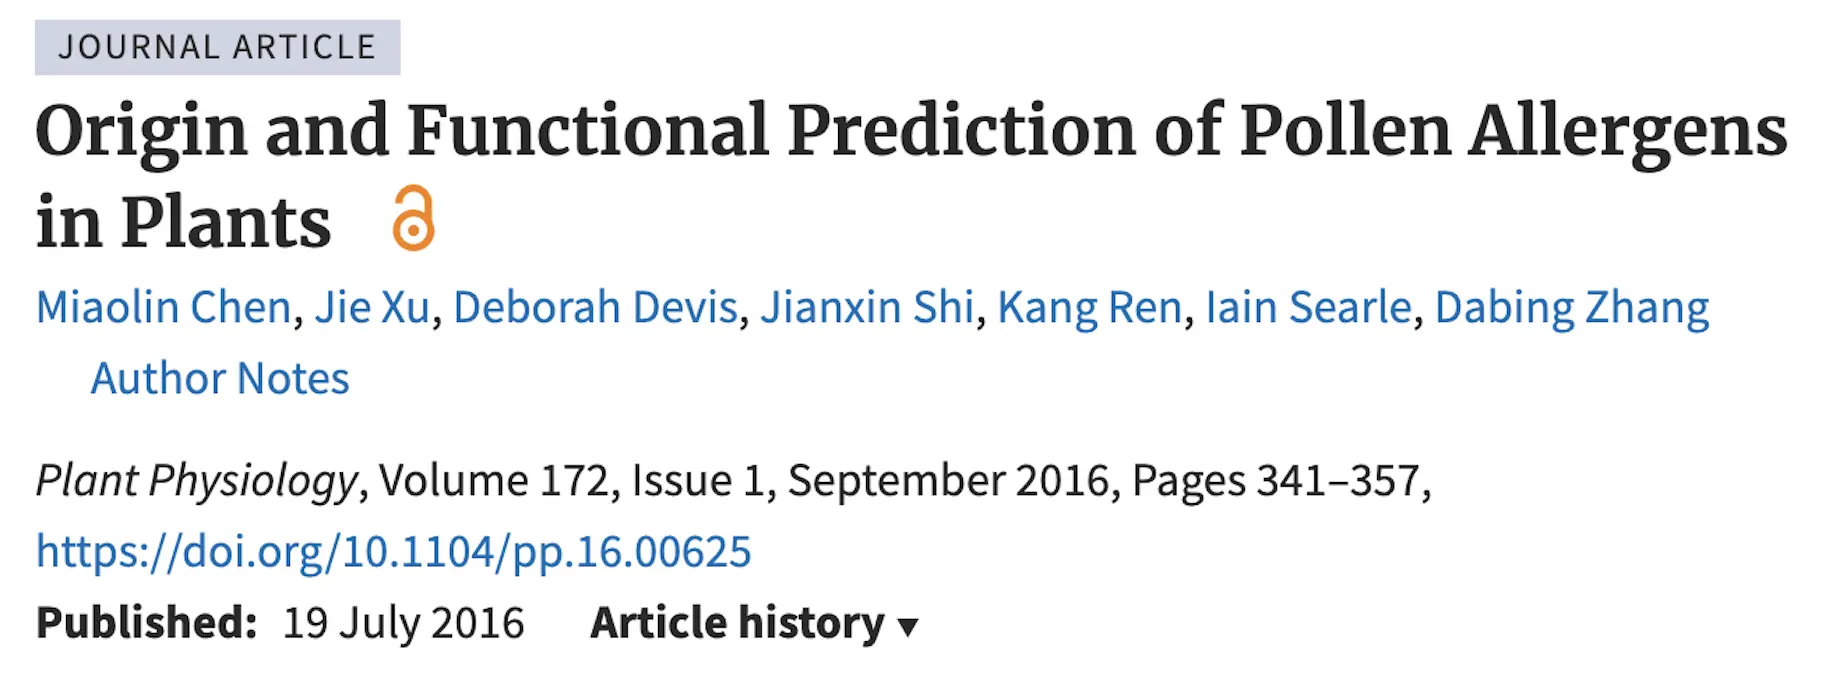 JOURNAL ARTICLE
Origin and Functional Prediction of Pollen Allergens
in Plants
Miaolin Chen, Jie Xu, Deborah Devis, Jianxin Shi, Kang Ren, Iain Searle, Dabing Zhang
Author Notes
Plant Physiology, Volume 172, Issue 1, September 2016, Pages 341–357,
https://doi.org/10.1104/pp.16.00625
Published: 19 July 2016 Article history ▾